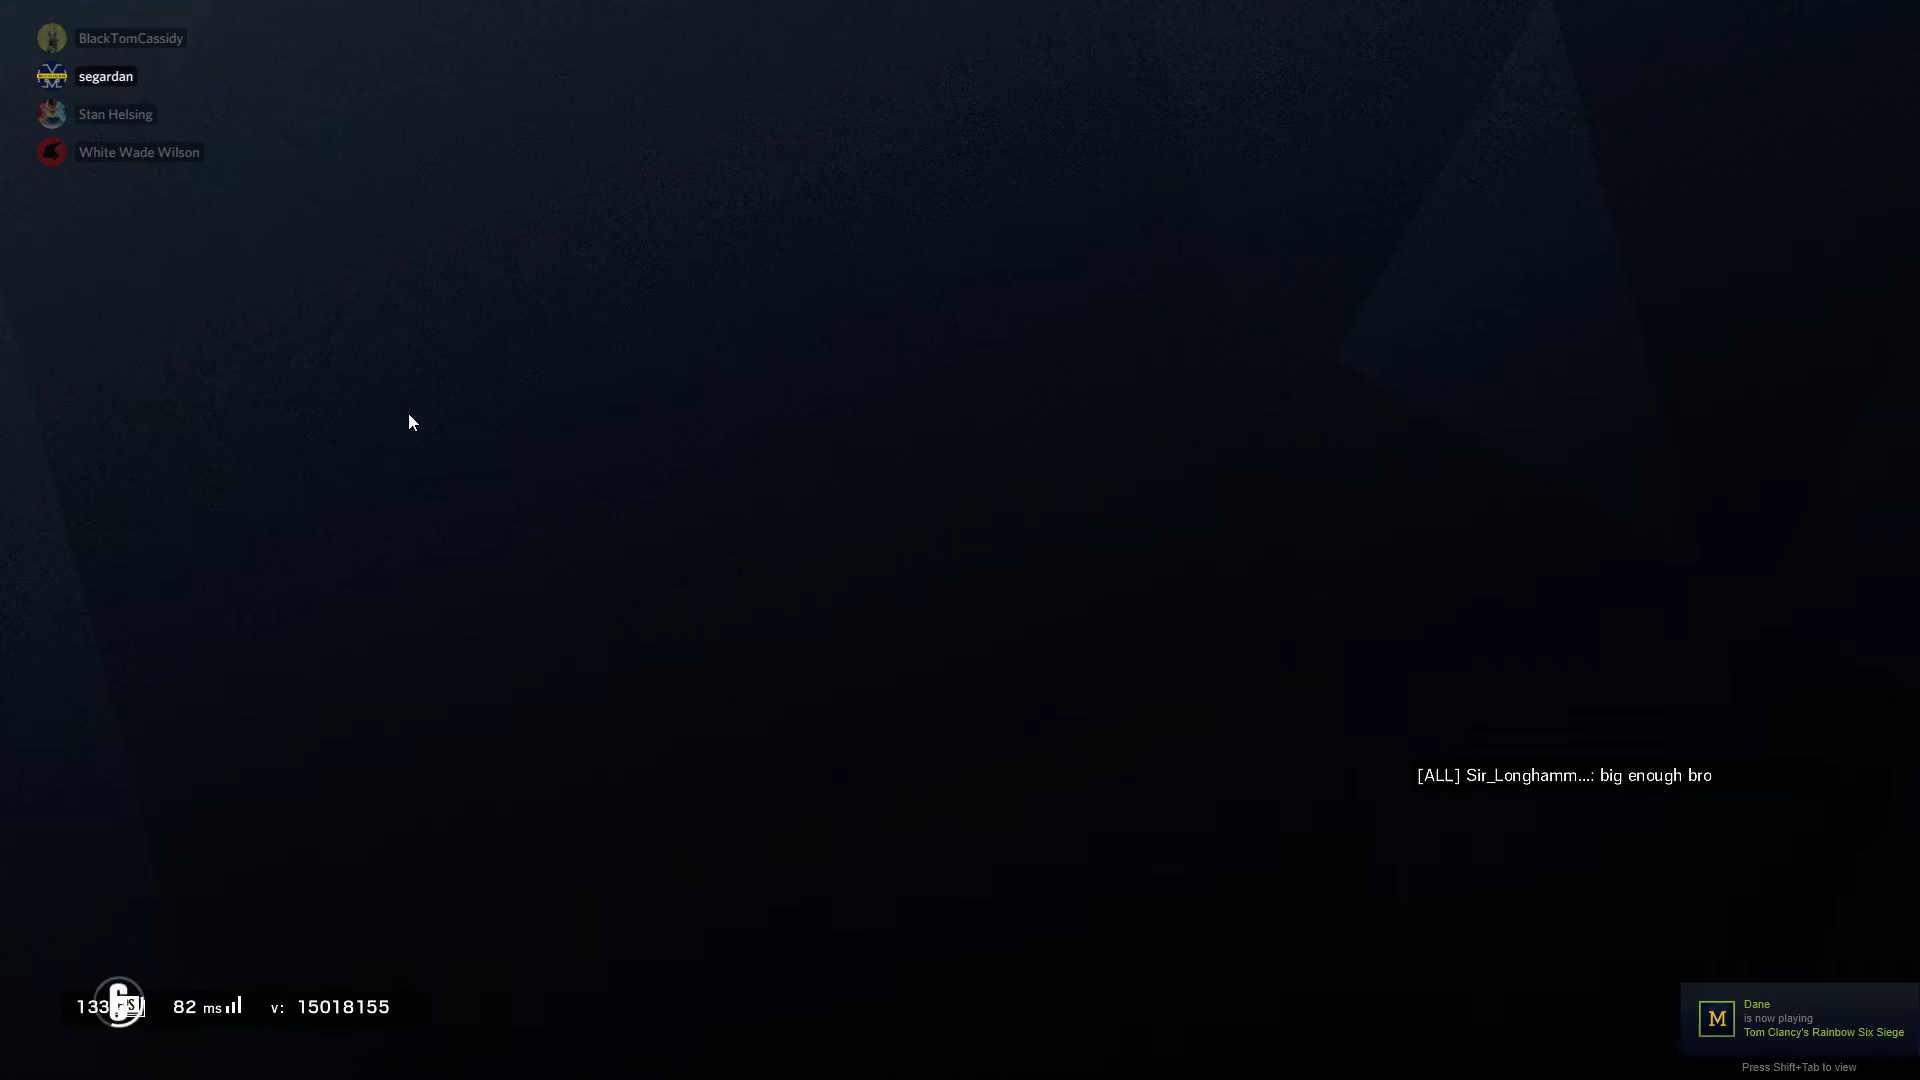 BlackTomCassidy
segardan
Stan Helsing
White Wade Wilson
[ALL] Sir_Longhamm...: big enough bro
133
82 ms
v: 15018155
M
Dane
is now playing
Tom Clancy's Rainbow Six Siege
Press Shift+Tab to view